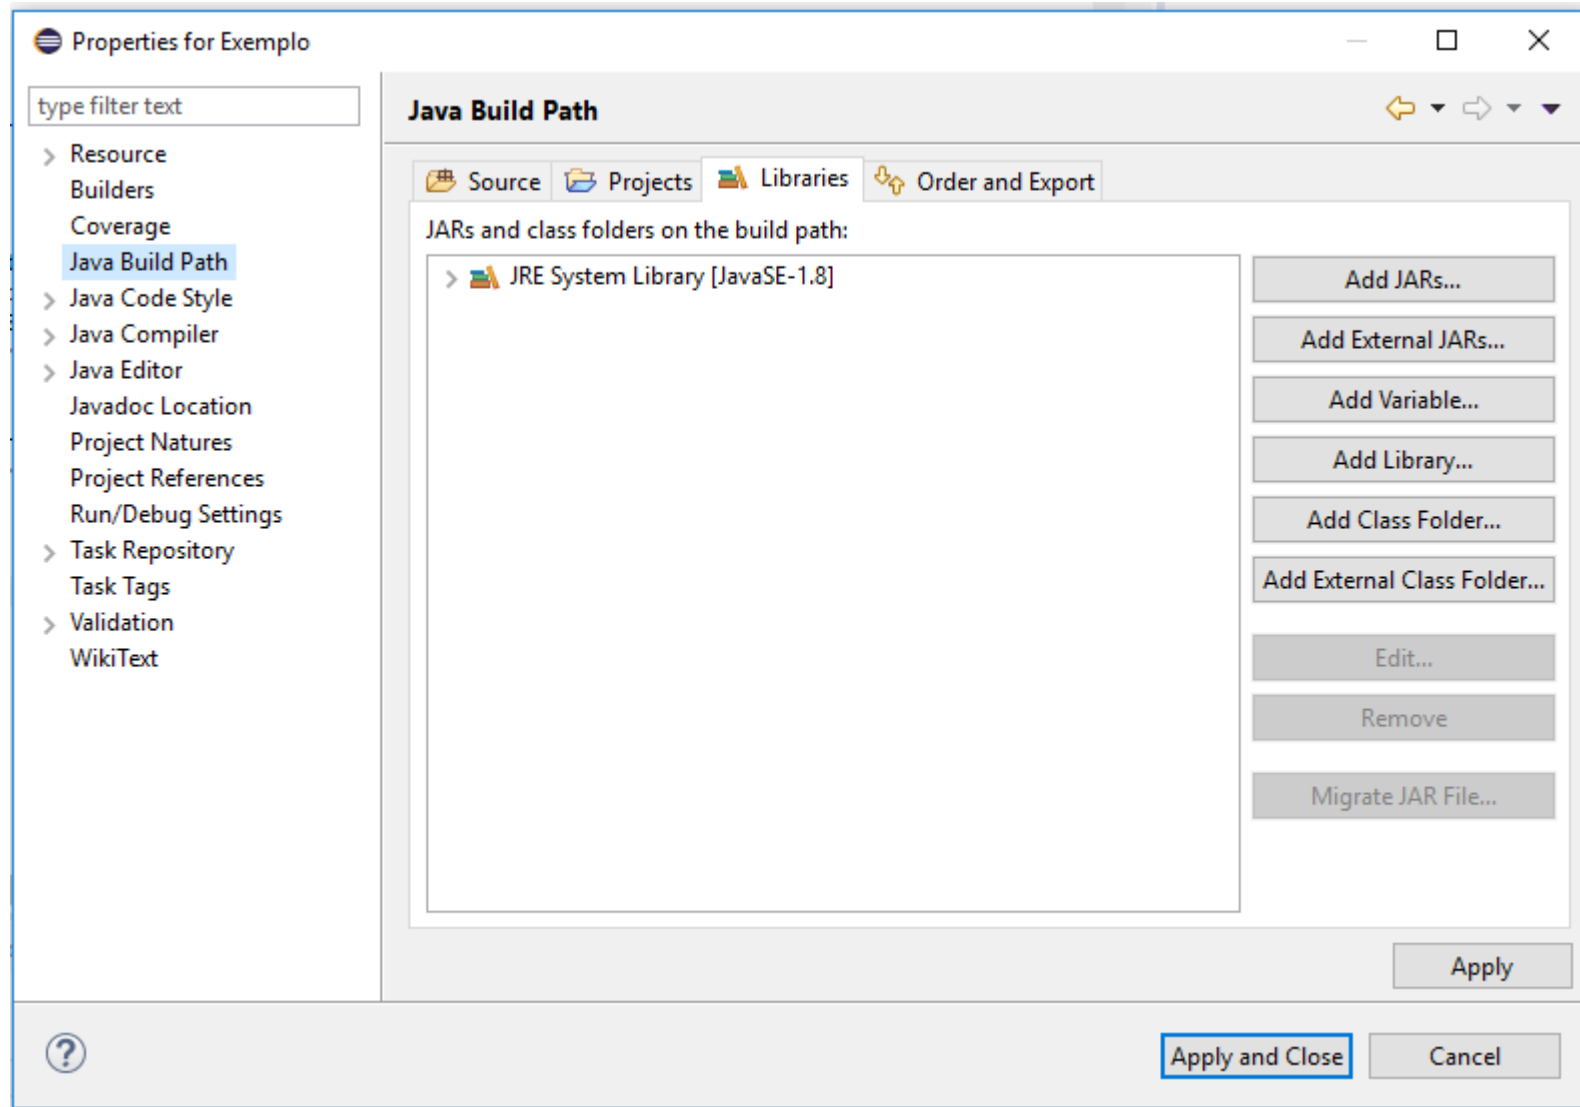 Properties for Exemplo
type filter text
Resource
Builders
Coverage
Java Build Path
Java Code Style
Java Compiler
Java Editor
Javadoc Location
Project Natures
Project References
Run/Debug Settings
Task Repository
Task Tags
Validation
WikiText
Java Build Path
Source Projects Libraries Order and Export
JARs and class folders on the build path:
JRE System Library [JavaSE-1.8]
Add JARs...
Add External JARs...
Add Variable...
Add Library...
Add Class Folder...
Add External Class Folder...
Edit...
Remove
Migrate JAR File...
Apply
Apply and Close Cancel